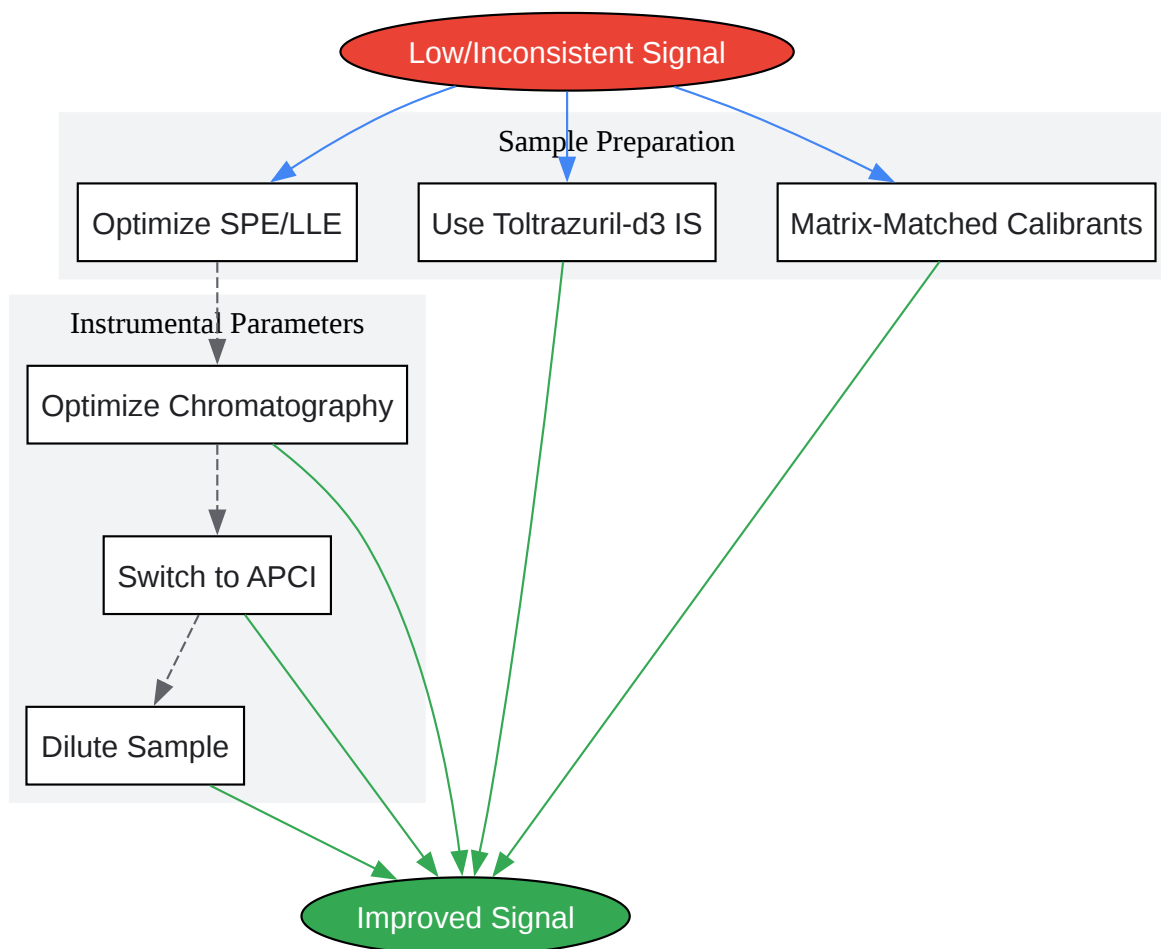 Low/Inconsistent Signal
Sample Preparation
Optimize SPE/LLE
Use Toltrazuril-d3 IS
Matrix-Matched Calibrants
Instrumental Parameters
Optimize Chromatography
Switch to APCI
Dilute Sample
Improved Signal